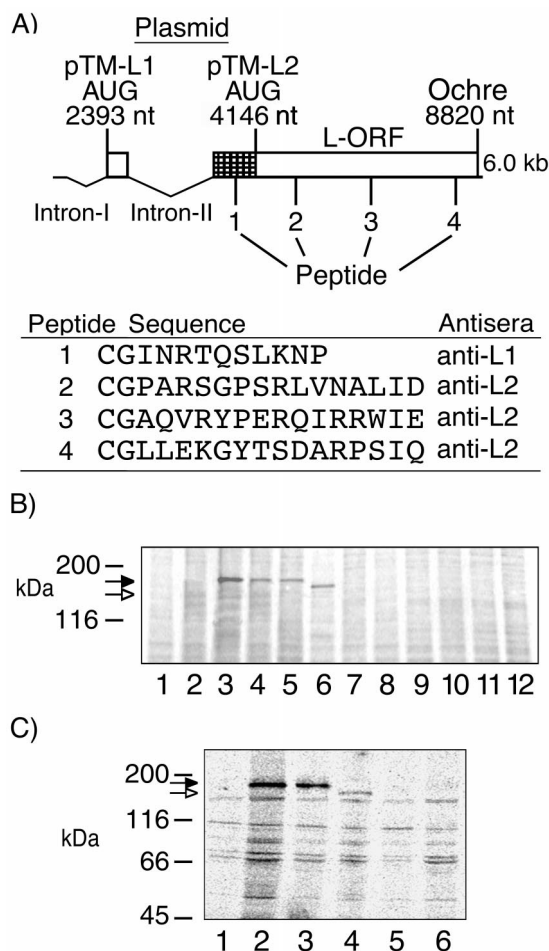 A)
Plasmid
pTM-L1 pTM-L2
AUG AUG Ochre
2393 nt 4146 nt 8820 nt
L-ORF
6.0 kb
Intron-I Intron-II 1 2 3 4
Peptide
Peptide Sequence Antisera
1 CGINRTQSLKNP anti-L1
2 CGPARSGPSRLVNALID anti-L2
3 CGAQVRYPERQIRRWIE anti-L2
4 CGLLEKGYTSDARPSIQ anti-L2
B)
200
kDa
116
1 2 3 4 5 6 7 8 9 10 11 12
C)
200
116
kDa
66
45
1 2 3 4 5 6